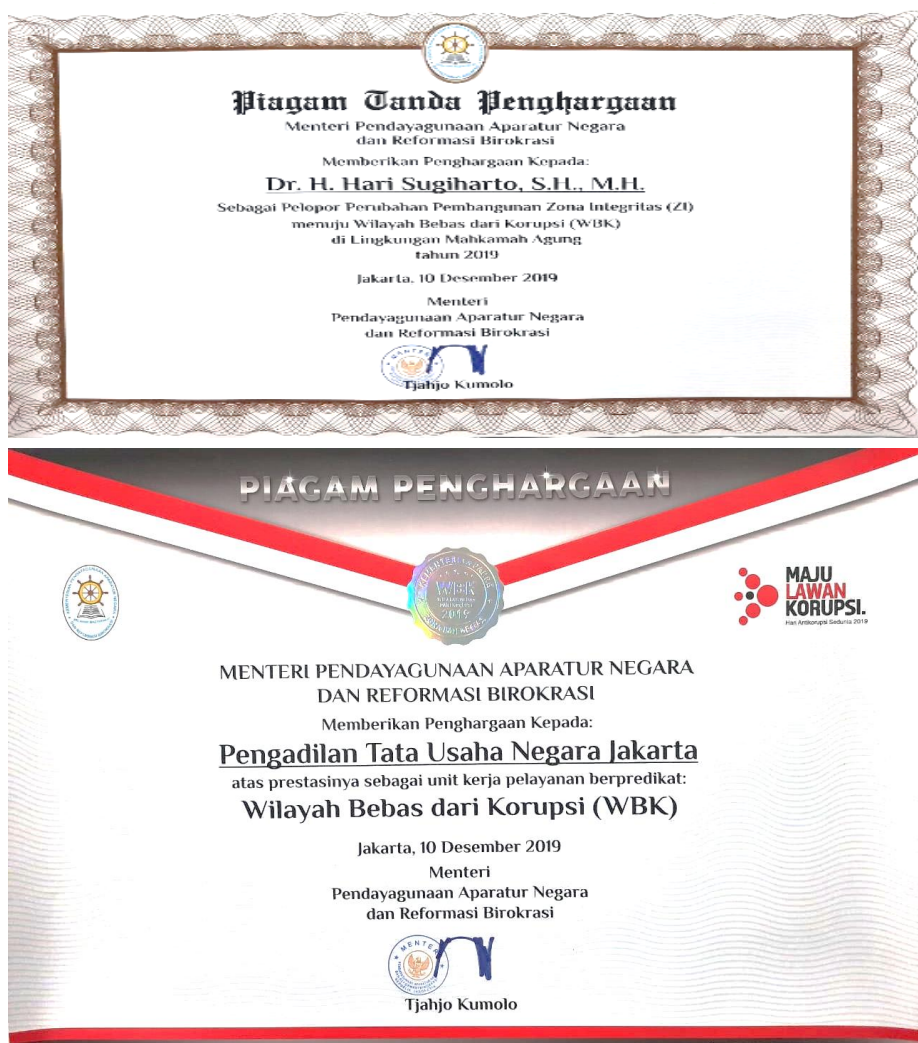 Piagam Tanda Penghargaan
Menteri Pendayagunaan Aparatur Negara
dan Reformasi Birokrasi
Memberikan Penghargaan Kepada:
Dr. H. Hari Sugiharto, S.H., M.H.
Sebagai Pelopor Perubahan Pembangunan Zona Integritas (ZI)
menuju Wilayah Bebas dari Korupsi (WBK)
di Lingkungan Mahkamah Agung
tahun 2019
Jakarta, 10 Desember 2019
Menteri
Pendayagunaan Aparatur Negara
dan Reformasi Birokrasi
MENTERI
Tjahjo Kumolo
PIAGAM PENGHARGAAN
WBK
2019
MAJU
LAWAN
KORUPSI.
Hari Antikorupsi Sedunia 2019
MENTERI PENDAYAGUNAAN APARATUR NEGARA
DAN REFORMASI BIROKRASI
Memberikan Penghargaan Kepada:
Pengadilan Tata Usaha Negara Jakarta
atas prestasinya sebagai unit kerja pelayanan berpredikat:
Wilayah Bebas dari Korupsi (WBK)
Jakarta, 10 Desember 2019
Menteri
Pendayagunaan Aparatur Negara
dan Reformasi Birokrasi
MENTERI
Tjahjo Kumolo